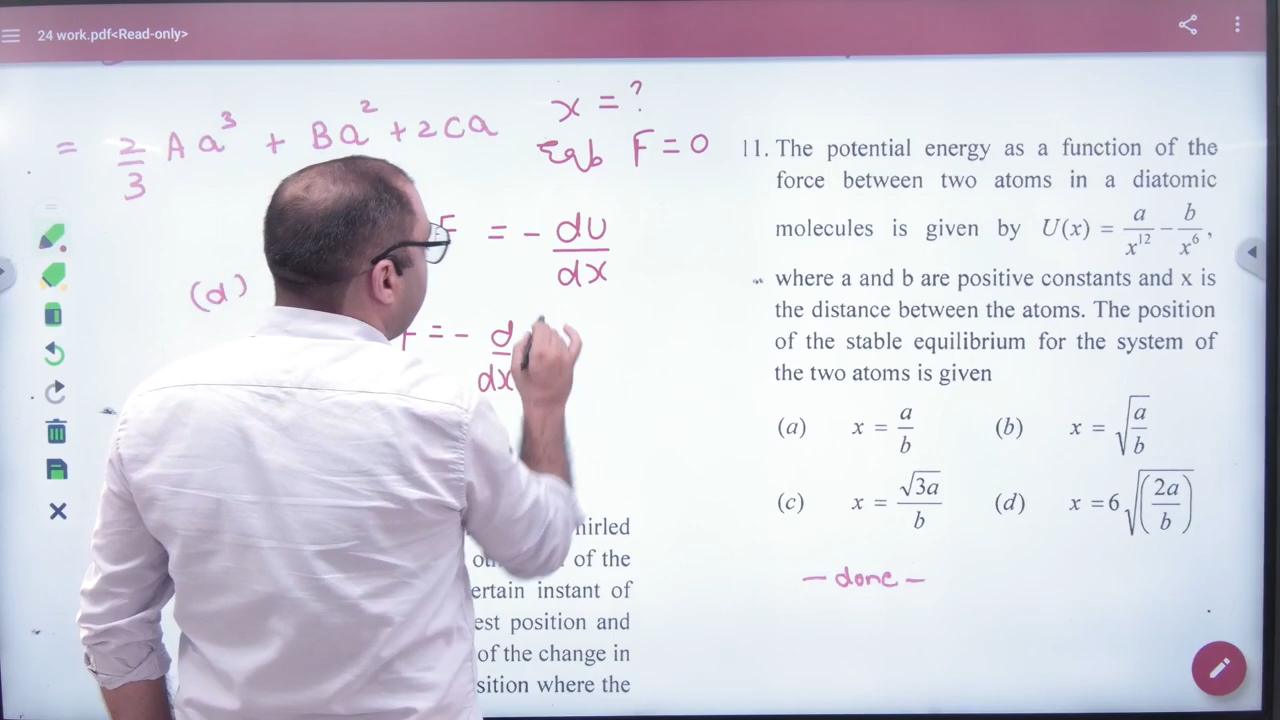 24 work.pdf<Read-only>
= 2/3 Aa³ + Ba² + 2Ca
x = ?
Eqb F = 0
F = - dU/dx
(d)
F = - d/dx
11. The potential energy as a function of the
force between two atoms in a diatomic
molecules is given by U(x) = a/x¹² − b/x⁶,
where a and b are positive constants and x is
the distance between the atoms. The position
of the stable equilibrium for the system of
the two atoms is given
(a) x = a/b (b) x = √(a/b)
(c) x = √3a/b (d) x = 6√(2a/b)
- done -
of the
ertain instant of
est position and
of the change in
sition where the